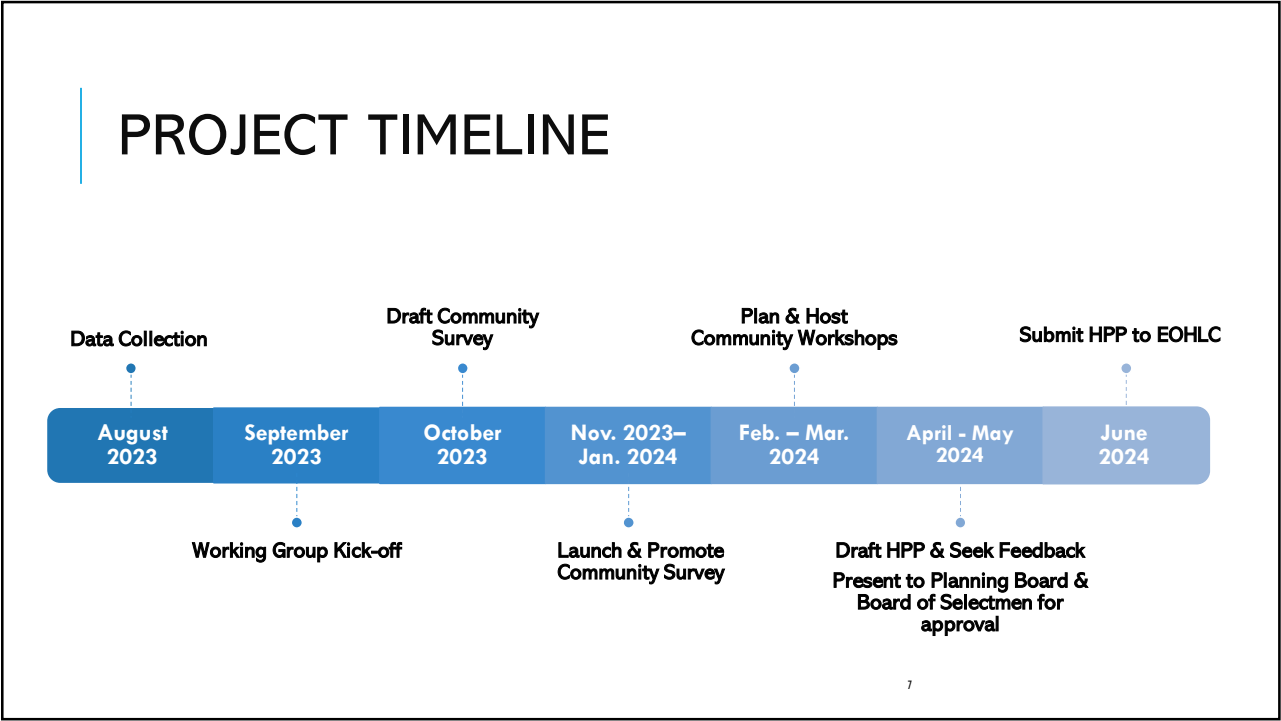 PROJECT TIMELINE
Data Collection
Draft Community
Survey
Plan & Host
Community Workshops
Submit HPP to EOHLC
August
2023
September
2023
October
2023
Nov. 2023–
Jan. 2024
Feb. – Mar.
2024
April - May
2024
June
2024
Working Group Kick-off
Launch & Promote
Community Survey
Draft HPP & Seek Feedback
Present to Planning Board &
Board of Selectmen for
approval
7